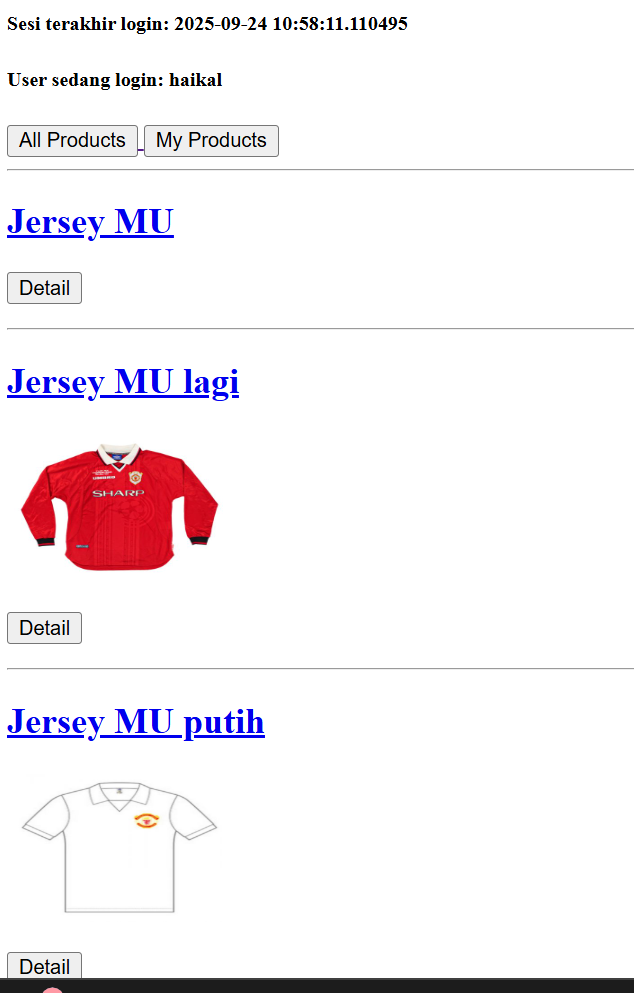 Sesi terakhir login: 2025-09-24 10:58:11.110495
User sedang login: haikal
All Products My Products
Jersey MU
Detail
Jersey MU lagi
SHARP
Detail
Jersey MU putih
Detail